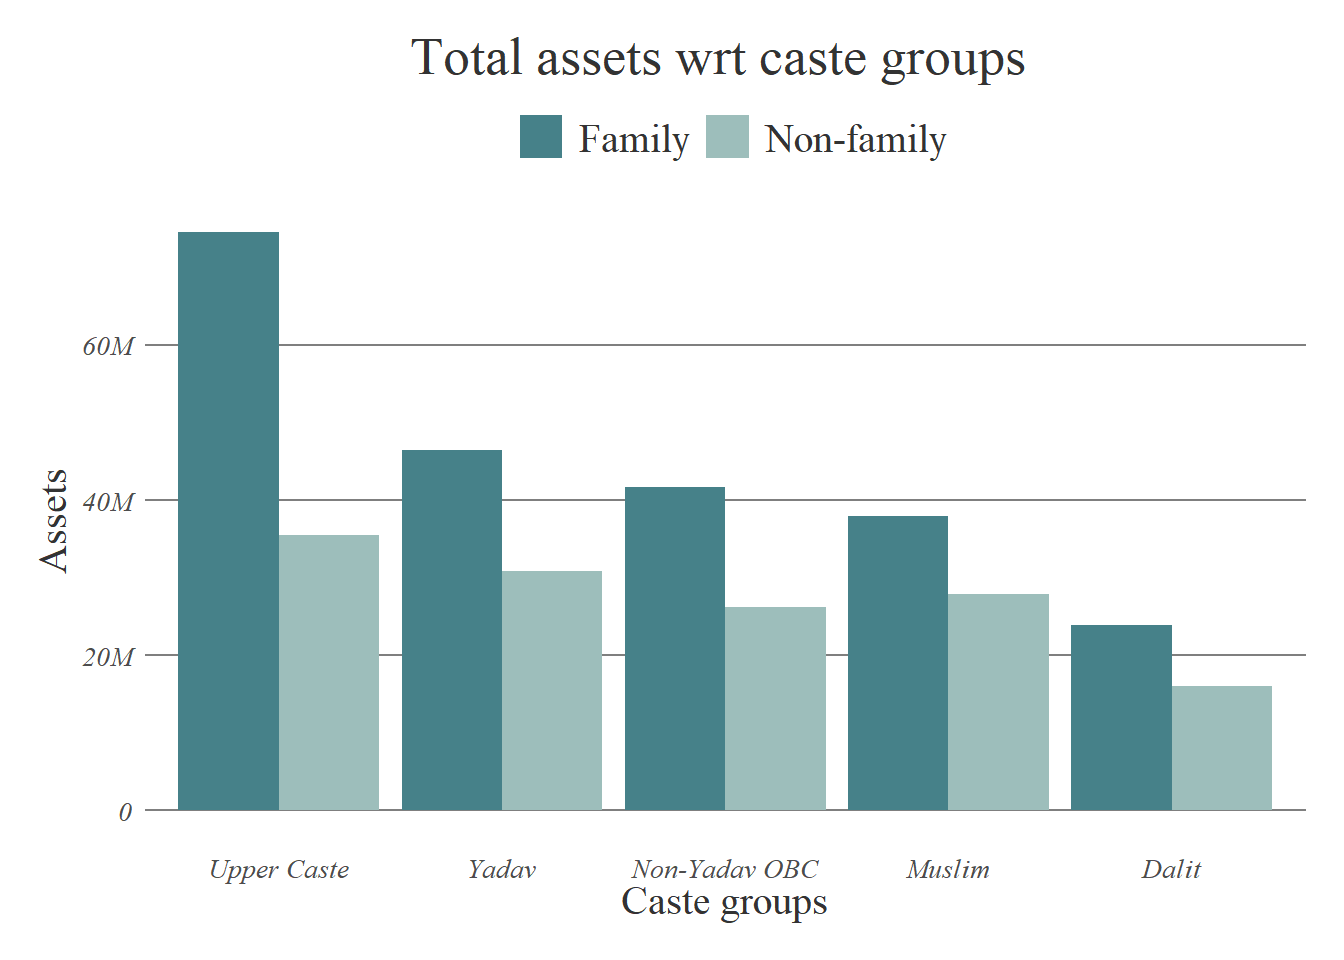 Total assets wrt caste groups
Family Non-family
Assets
60M
40M
20M
0
Upper Caste Yadav Non-Yadav OBC Muslim Dalit
Caste groups